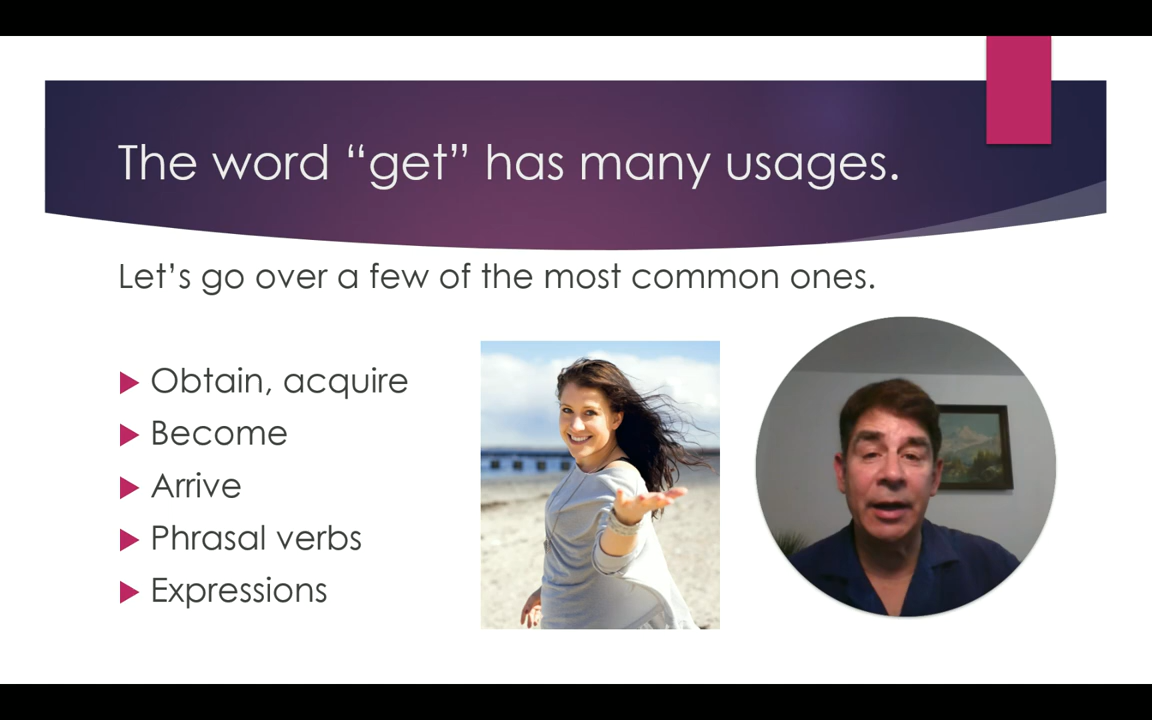 The word “get” has many usages.
Let’s go over a few of the most common ones.
Obtain, acquire
Become
Arrive
Phrasal verbs
Expressions